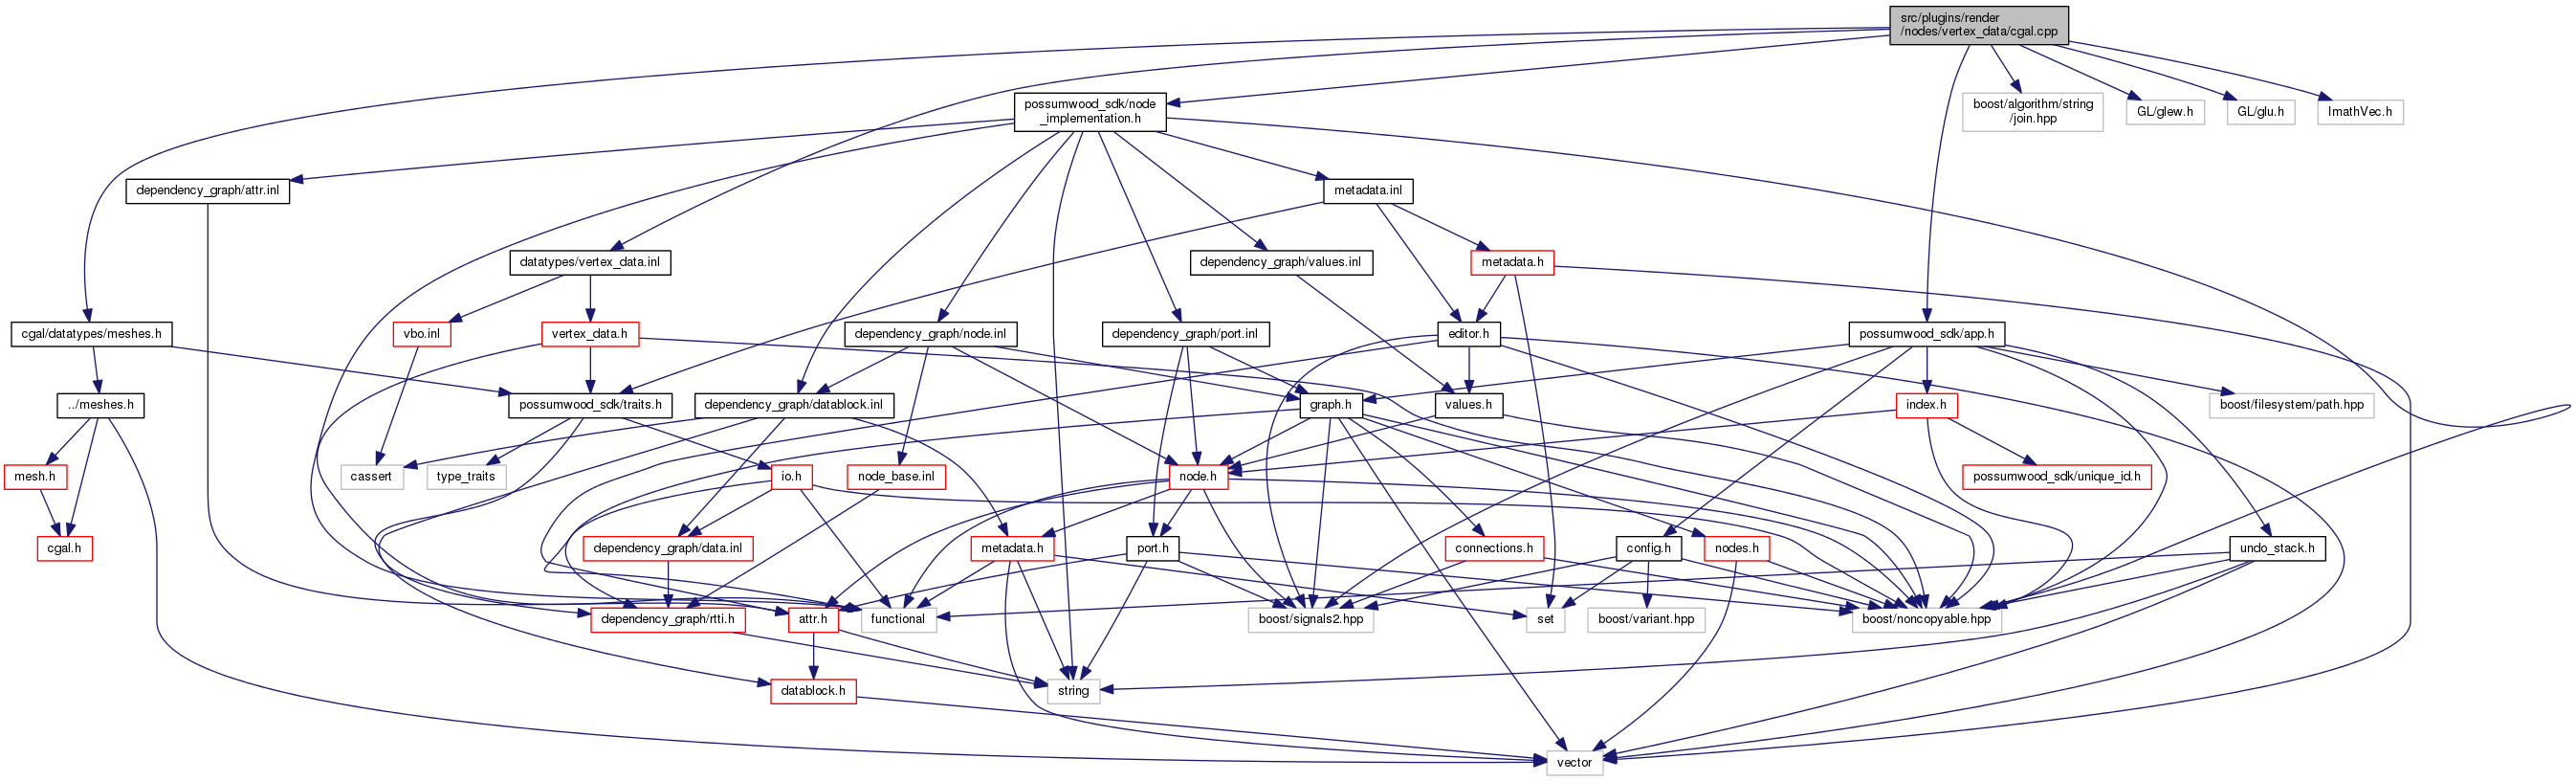 src/plugins/render
/nodes/vertex_data/cgal.cpp
possumwood_sdk/node
_implementation.h
boost/algorithm/string
/join.hpp
GL/glew.h
GL/glu.h
ImathVec.h
dependency_graph/attr.inl
metadata.inl
datatypes/vertex_data.inl
dependency_graph/values.inl
metadata.h
cgal/datatypes/meshes.h
vbo.inl
vertex_data.h
dependency_graph/node.inl
dependency_graph/port.inl
editor.h
possumwood_sdk/app.h
../meshes.h
possumwood_sdk/traits.h
dependency_graph/datablock.inl
graph.h
values.h
index.h
boost/filesystem/path.hpp
mesh.h
cassert
type_traits
io.h
node_base.inl
node.h
possumwood_sdk/unique_id.h
cgal.h
dependency_graph/data.inl
metadata.h
port.h
connections.h
config.h
nodes.h
undo_stack.h
dependency_graph/rtti.h
attr.h
functional
boost/signals2.hpp
set
boost/variant.hpp
boost/noncopyable.hpp
datablock.h
string
vector